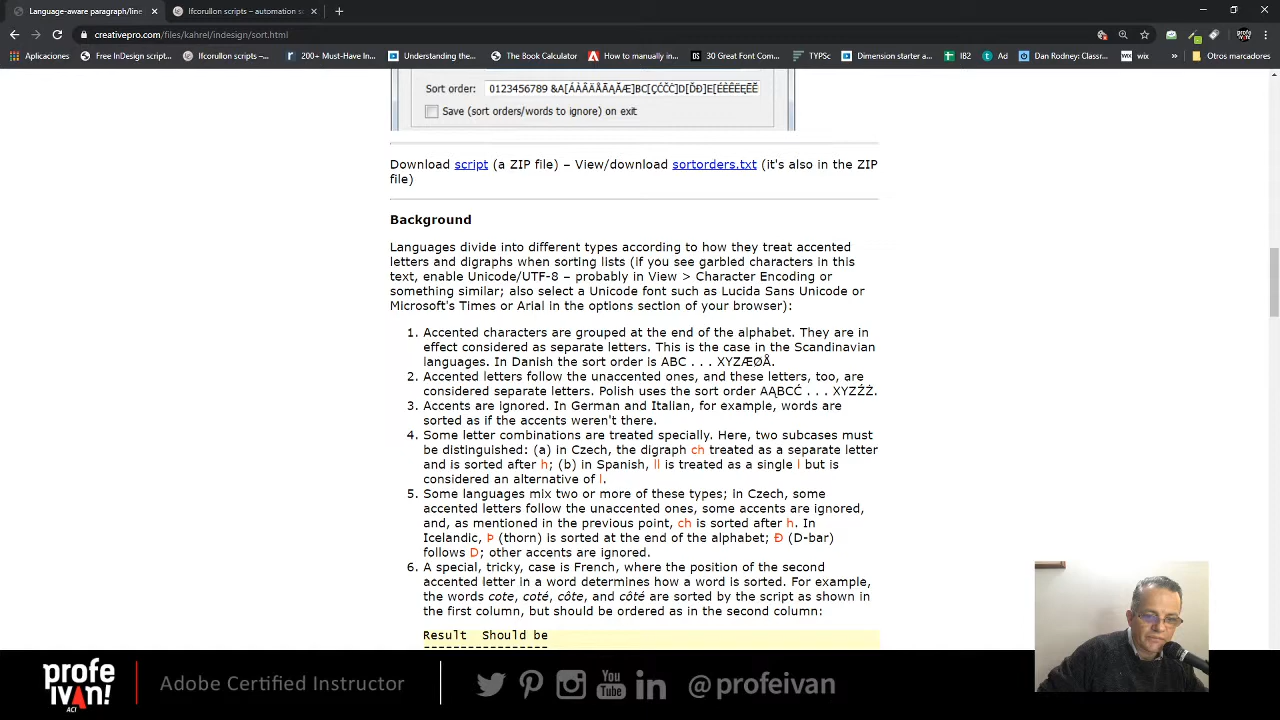 Language-aware paragraph/line
lfcorullon scripts – automation s
creativepro.com/files/kahrel/indesign/sort.html
Aplicaciones
Free InDesign scrip...
lfcorullon scripts –...
200+ Must-Have In...
Understanding the...
The Book Calculator
How to manually in...
30 Great Font Com...
TYPSc
Dimension starter a...
IB2
Ad
Dan Rodney: Classr...
wix
Otros marcadores
Sort order: 0123456789 &A[ÁÀÂÄÅÃĄĂÆ]BC[ÇĆČĊ]D[ĎĐ]E[ÉÈÊËĘĒĚ
Save (sort orders/words to ignore) on exit
Download script (a ZIP file) – View/download sortorders.txt (it's also in the ZIP
file)
Background
Languages divide into different types according to how they treat accented
letters and digraphs when sorting lists (if you see garbled characters in this
text, enable Unicode/UTF-8 – probably in View > Character Encoding or
something similar; also select a Unicode font such as Lucida Sans Unicode or
Microsoft's Times or Arial in the options section of your browser):
1. Accented characters are grouped at the end of the alphabet. They are in
effect considered as separate letters. This is the case in the Scandinavian
languages. In Danish the sort order is ABC . . . XYZÆØÅ.
2. Accented letters follow the unaccented ones, and these letters, too, are
considered separate letters. Polish uses the sort order AĄBCĆ . . . XYZŹŻ.
3. Accents are ignored. In German and Italian, for example, words are
sorted as if the accents weren't there.
4. Some letter combinations are treated specially. Here, two subcases must
be distinguished: (a) in Czech, the digraph ch treated as a separate letter
and is sorted after h; (b) in Spanish, ll is treated as a single l but is
considered an alternative of l.
5. Some languages mix two or more of these types; in Czech, some
accented letters follow the unaccented ones, some accents are ignored,
and, as mentioned in the previous point, ch is sorted after h. In
Icelandic, Þ (thorn) is sorted at the end of the alphabet; Đ (D-bar)
follows D; other accents are ignored.
6. A special, tricky, case is French, where the position of the second
accented letter in a word determines how a word is sorted. For example,
the words cote, coté, côte, and côté are sorted by the script as shown in
the first column, but should be ordered as in the second column:
Result Should be
-----------------
profe
iVAN!
ACI
Adobe Certified Instructor
You
Tube
in
@profeivan